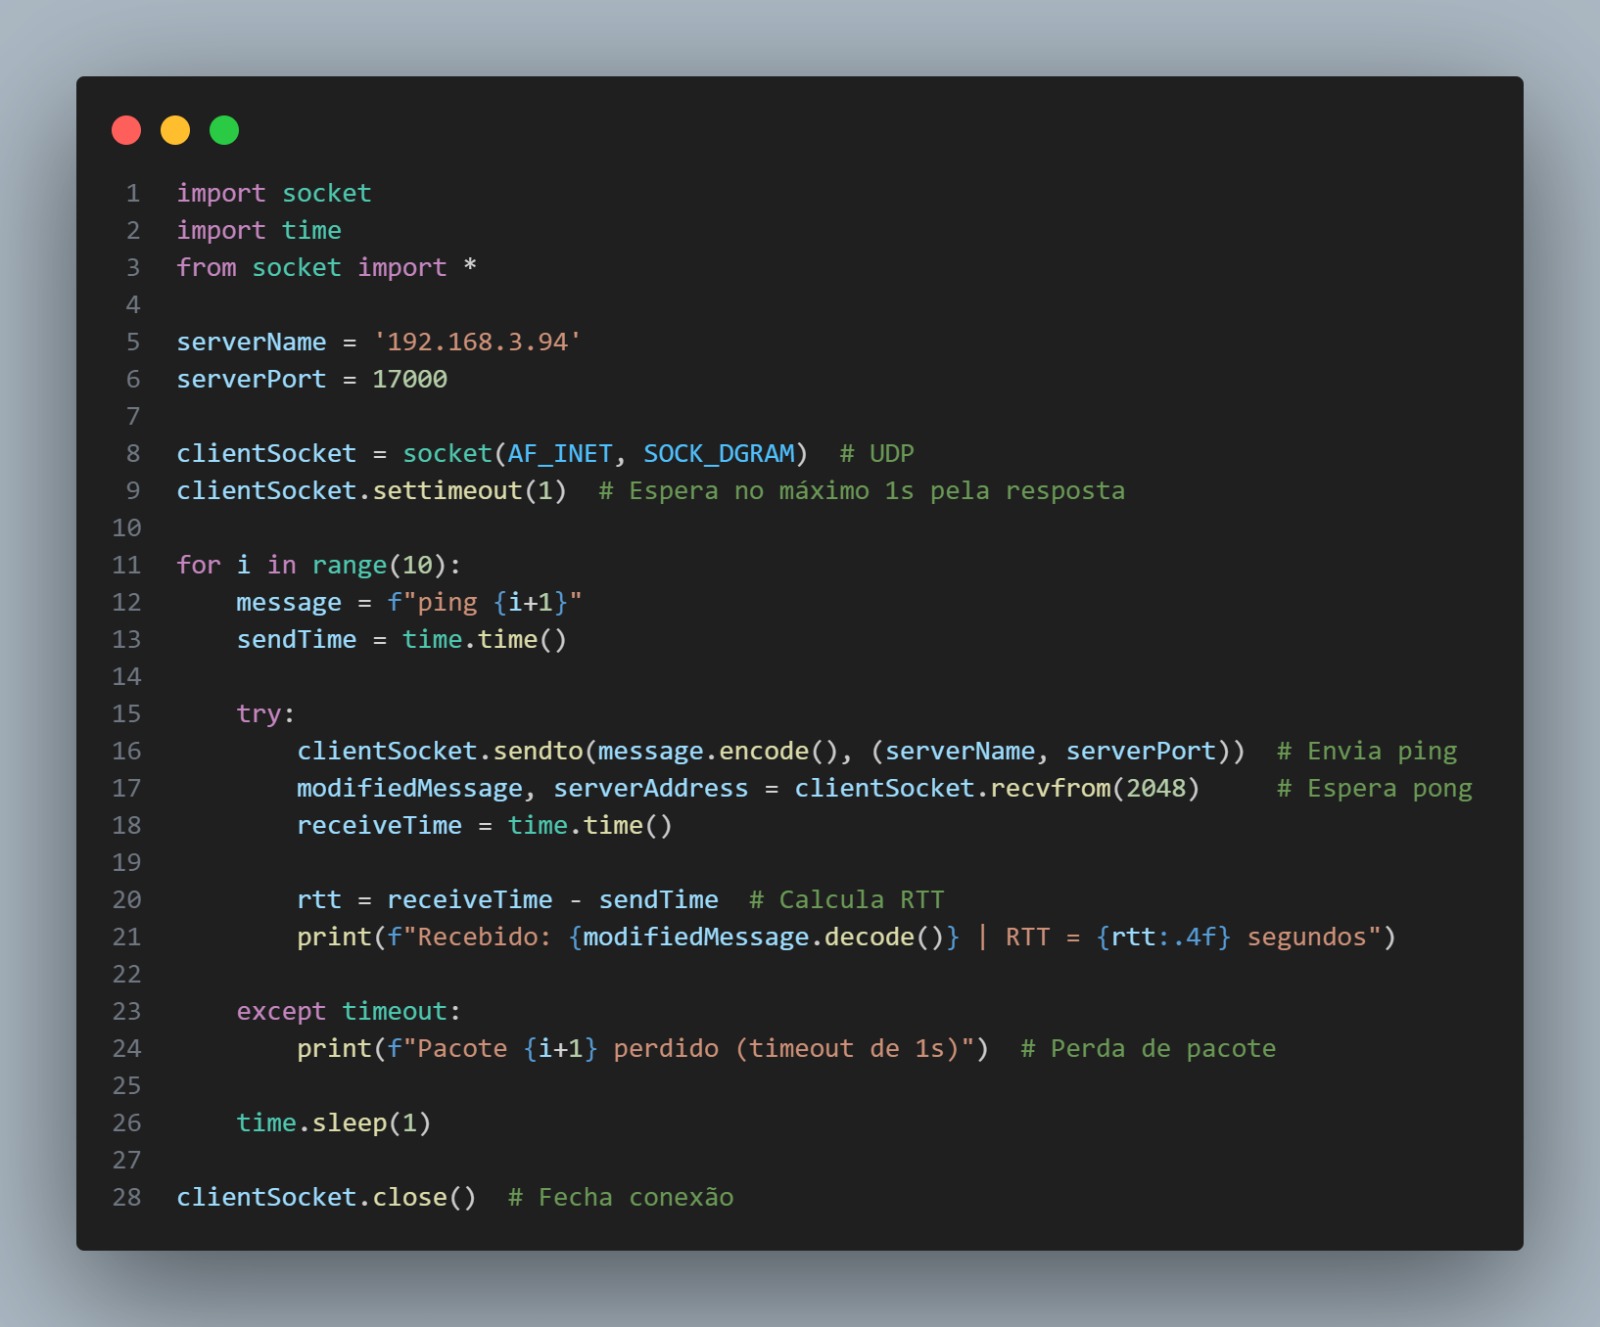 1 import socket
2 import time
3 from socket import *
4
5 serverName = '192.168.3.94'
6 serverPort = 17000
7
8 clientSocket = socket(AF_INET, SOCK_DGRAM)  # UDP
9 clientSocket.settimeout(1)  # Espera no máximo 1s pela resposta
10
11 for i in range(10):
12     message = f"ping {i+1}"
13     sendTime = time.time()
14
15     try:
16         clientSocket.sendto(message.encode(), (serverName, serverPort))  # Envia ping
17         modifiedMessage, serverAddress = clientSocket.recvfrom(2048)     # Espera pong
18         receiveTime = time.time()
19
20         rtt = receiveTime - sendTime  # Calcula RTT
21         print(f"Recebido: {modifiedMessage.decode()} | RTT = {rtt:.4f} segundos")
22
23     except timeout:
24         print(f"Pacote {i+1} perdido (timeout de 1s)")  # Perda de pacote
25
26     time.sleep(1)
27
28 clientSocket.close()  # Fecha conexão